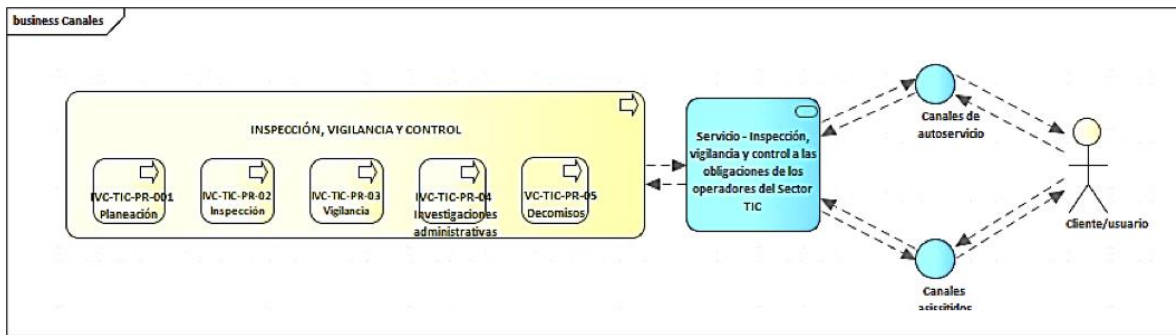 business Canales
INSPECCIÓN, VIGILANCIA Y CONTROL
IVC-TIC-PR-001
Planeación
IVC-TIC-PR-02
Inspección
IVC-TIC-PR-03
Vigilancia
IVC-TIC-PR-04
Investigaciones
administrativas
VC-TIC-PR-05
Decomisos
Servicio - Inspección,
vigilancia y control a las
obligaciones de los
operadores del Sector
TIC
Canales de
autoservicio
Cliente/usuario
Canales